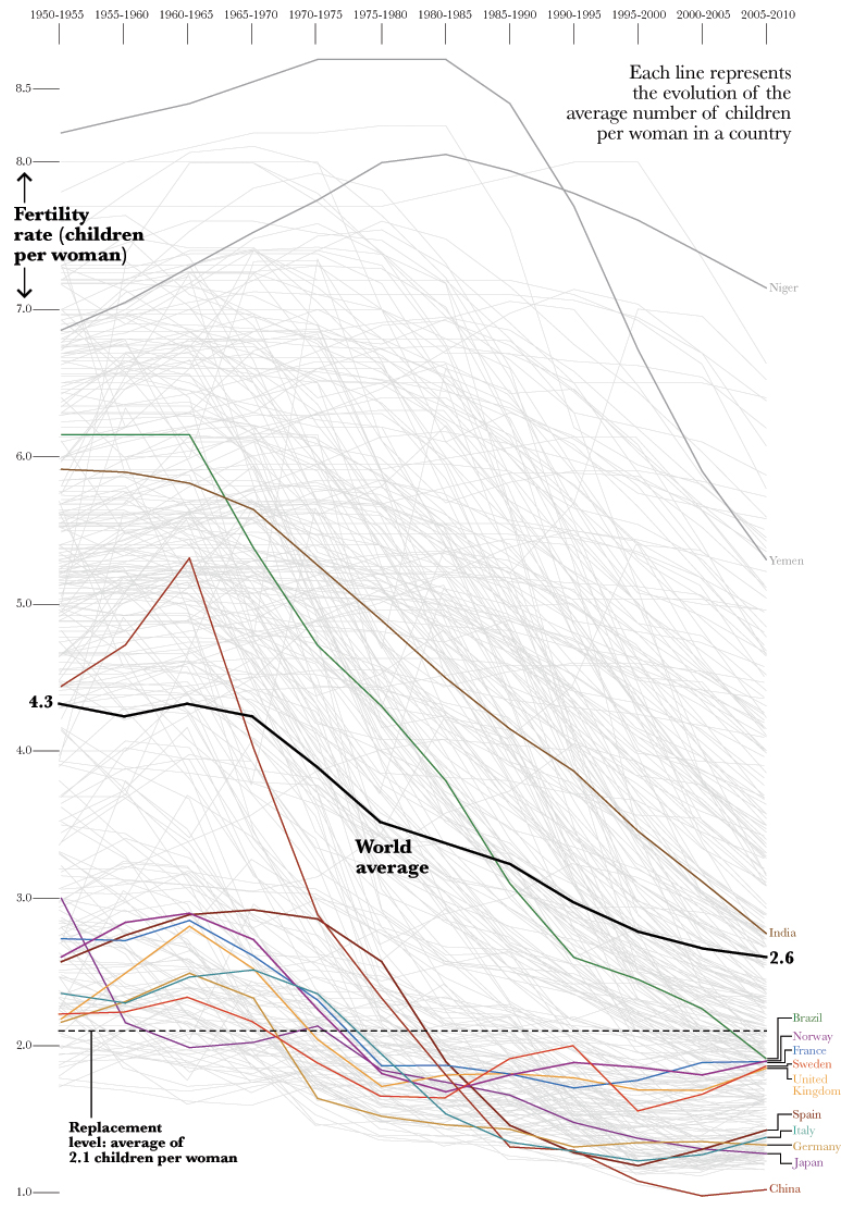 1950-1955 1955-1960 1960-1965 1965-1970 1970-1975 1975-1980 1980-1985 1985-1990 1990-1995 1995-2000 2000-2005 2005-2010
Each line represents
the evolution of the
average number of children
per woman in a country
8.5
8.0
Fertility
rate (children
per woman)
7.0
Niger
6.0
Yemen
5.0
4.3
4.0
World
average
3.0
India
2.6
Brazil
Norway
France
2.0
Sweden
United
Kingdom
Spain
Replacement
level: average of
2.1 children per woman
Italy
Germany
Japan
China
1.0